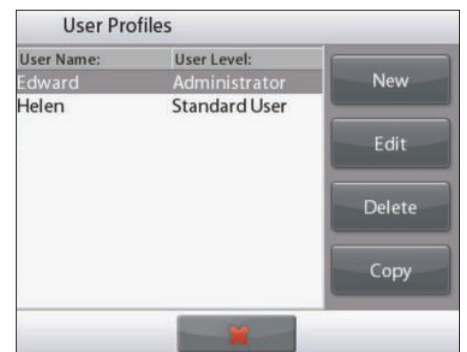 User Profiles
User Name: User Level:
Edward Administrator
Helen Standard User
New
Edit
Delete
Copy